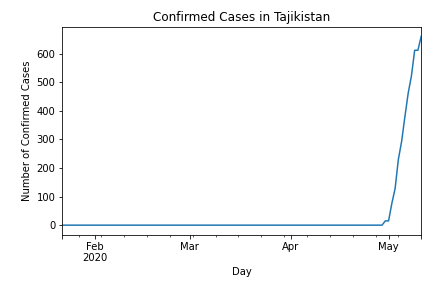 Confirmed Cases in Tajikistan
Number of Confirmed Cases
600
500
400
300
200
100
0
Feb
2020
Mar
Apr
May
Day